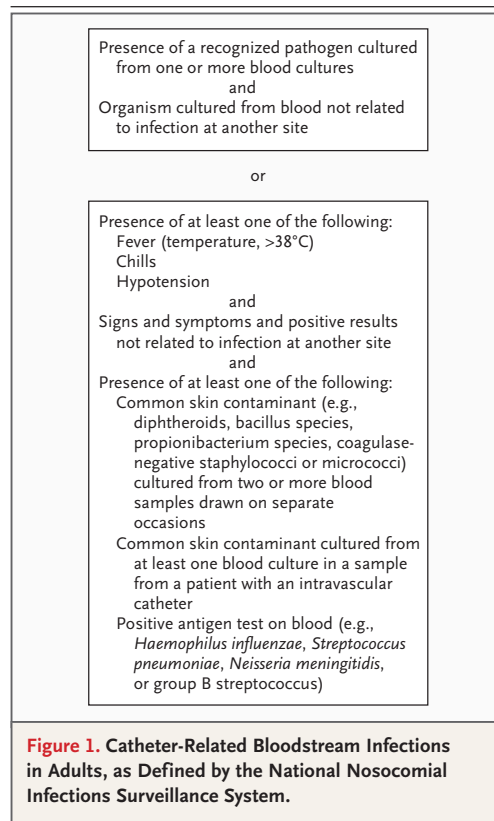 Presence of a recognized pathogen cultured
from one or more blood cultures
and
Organism cultured from blood not related
to infection at another site
or
Presence of at least one of the following:
Fever (temperature, >38°C)
Chills
Hypotension
and
Signs and symptoms and positive results
not related to infection at another site
and
Presence of at least one of the following:
Common skin contaminant (e.g.,
diphtheroids, bacillus species,
propionibacterium species, coagulase-
negative staphylococci or micrococci)
cultured from two or more blood
samples drawn on separate
occasions
Common skin contaminant cultured from
at least one blood culture in a sample
from a patient with an intravascular
catheter
Positive antigen test on blood (e.g.,
Haemophilus influenzae, Streptococcus
pneumoniae, Neisseria meningitidis,
or group B streptococcus)
Figure 1. Catheter-Related Bloodstream Infections
in Adults, as Defined by the National Nosocomial
Infections Surveillance System.